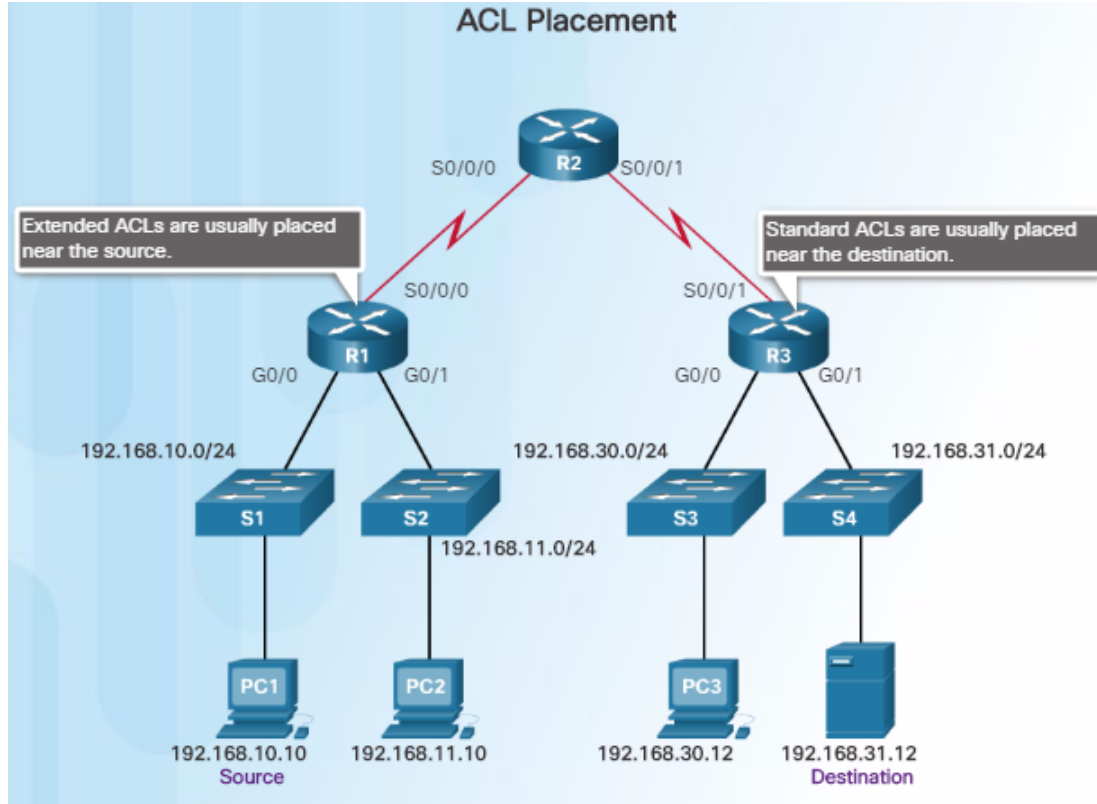 ACL Placement
R2
S0/0/0
S0/0/1
Extended ACLs are usually placed
near the source.
Standard ACLs are usually placed
near the destination.
S0/0/0
S0/0/1
R1
R3
G0/0
G0/1
G0/0
G0/1
192.168.10.0/24
192.168.30.0/24
192.168.31.0/24
S1
S2
S3
S4
192.168.11.0/24
PC1
PC2
PC3
192.168.10.10
192.168.11.10
192.168.30.12
192.168.31.12
Source
Destination